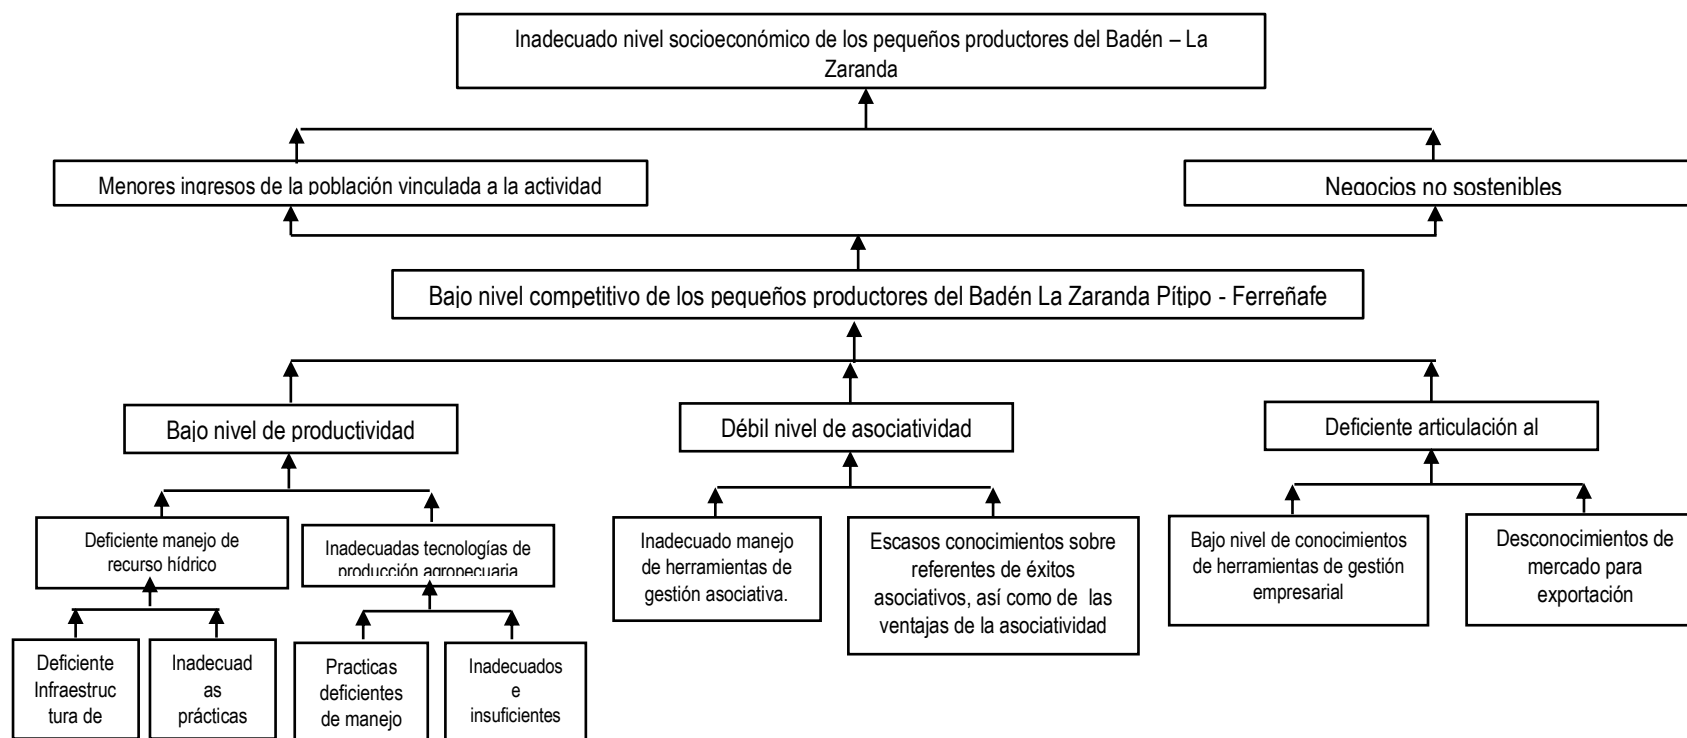 Inadecuado nivel socioeconómico de los pequeños productores del Badén – La
Zaranda
Menores ingresos de la población vinculada a la actividad
Negocios no sostenibles
Bajo nivel competitivo de los pequeños productores del Badén La Zaranda Pítipo - Ferreñafe
Bajo nivel de productividad
Débil nivel de asociatividad
Deficiente articulación al
Deficiente manejo de
recurso hídrico
Inadecuadas tecnologías de
producción agropecuaria
Inadecuado manejo
de herramientas de
gestión asociativa.
Escasos conocimientos sobre
referentes de éxitos
asociativos, así como de las
ventajas de la asociatividad
Bajo nivel de conocimientos
de herramientas de gestión
empresarial
Desconocimientos de
mercado para
exportación
Deficiente
Infraestruc
tura de
Inadecuad
as
prácticas
Practicas
deficientes
de manejo
Inadecuados
e
insuficientes